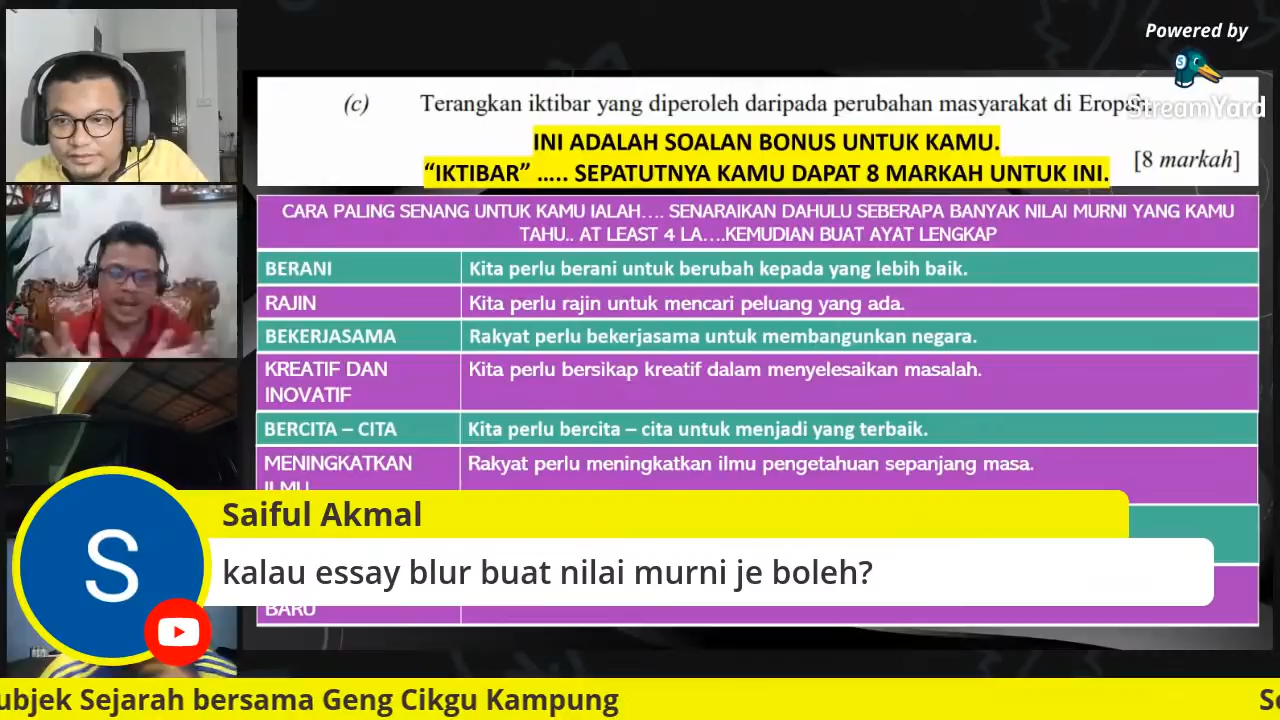 Powered by
StreamYard
(c) Terangkan iktibar yang diperoleh daripada perubahan masyarakat di Eropah.
INI ADALAH SOALAN BONUS UNTUK KAMU.
“IKTIBAR” ….. SEPATUTNYA KAMU DAPAT 8 MARKAH UNTUK INI.
[8 markah]
CARA PALING SENANG UNTUK KAMU IALAH…. SENARAIKAN DAHULU SEBERAPA BANYAK NILAI MURNI YANG KAMU
TAHU.. AT LEAST 4 LA….KEMUDIAN BUAT AYAT LENGKAP
BERANI Kita perlu berani untuk berubah kepada yang lebih baik.
RAJIN Kita perlu rajin untuk mencari peluang yang ada.
BEKERJASAMA Rakyat perlu bekerjasama untuk membangunkan negara.
KREATIF DAN Kita perlu bersikap kreatif dalam menyelesaikan masalah.
INOVATIF
BERCITA – CITA Kita perlu bercita – cita untuk menjadi yang terbaik.
MENINGKATKAN Rakyat perlu meningkatkan ilmu pengetahuan sepanjang masa.
ILMU
S
Saiful Akmal
kalau essay blur buat nilai murni je boleh?
BARU
ubjek Sejarah bersama Geng Cikgu Kampung